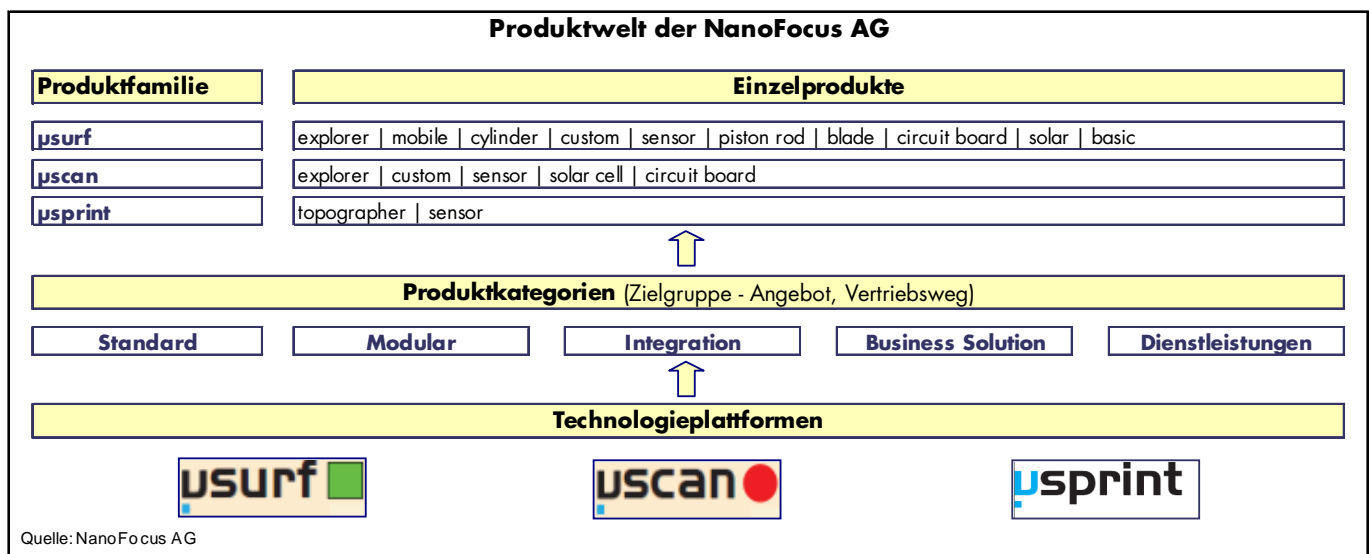 Produktwelt der NanoFocus AG
Produktfamilie Einzelprodukte
µsurf explorer | mobile | cylinder | custom | sensor | piston rod | blade | circuit board | solar | basic
µscan explorer | custom | sensor | solar cell | circuit board
µsprint topographer | sensor
Produktkategorien (Zielgruppe - Angebot, Vertriebsweg)
Standard Modular Integration Business Solution Dienstleistungen
Technologieplattformen
µsurf µscan µsprint
Quelle: NanoFocus AG